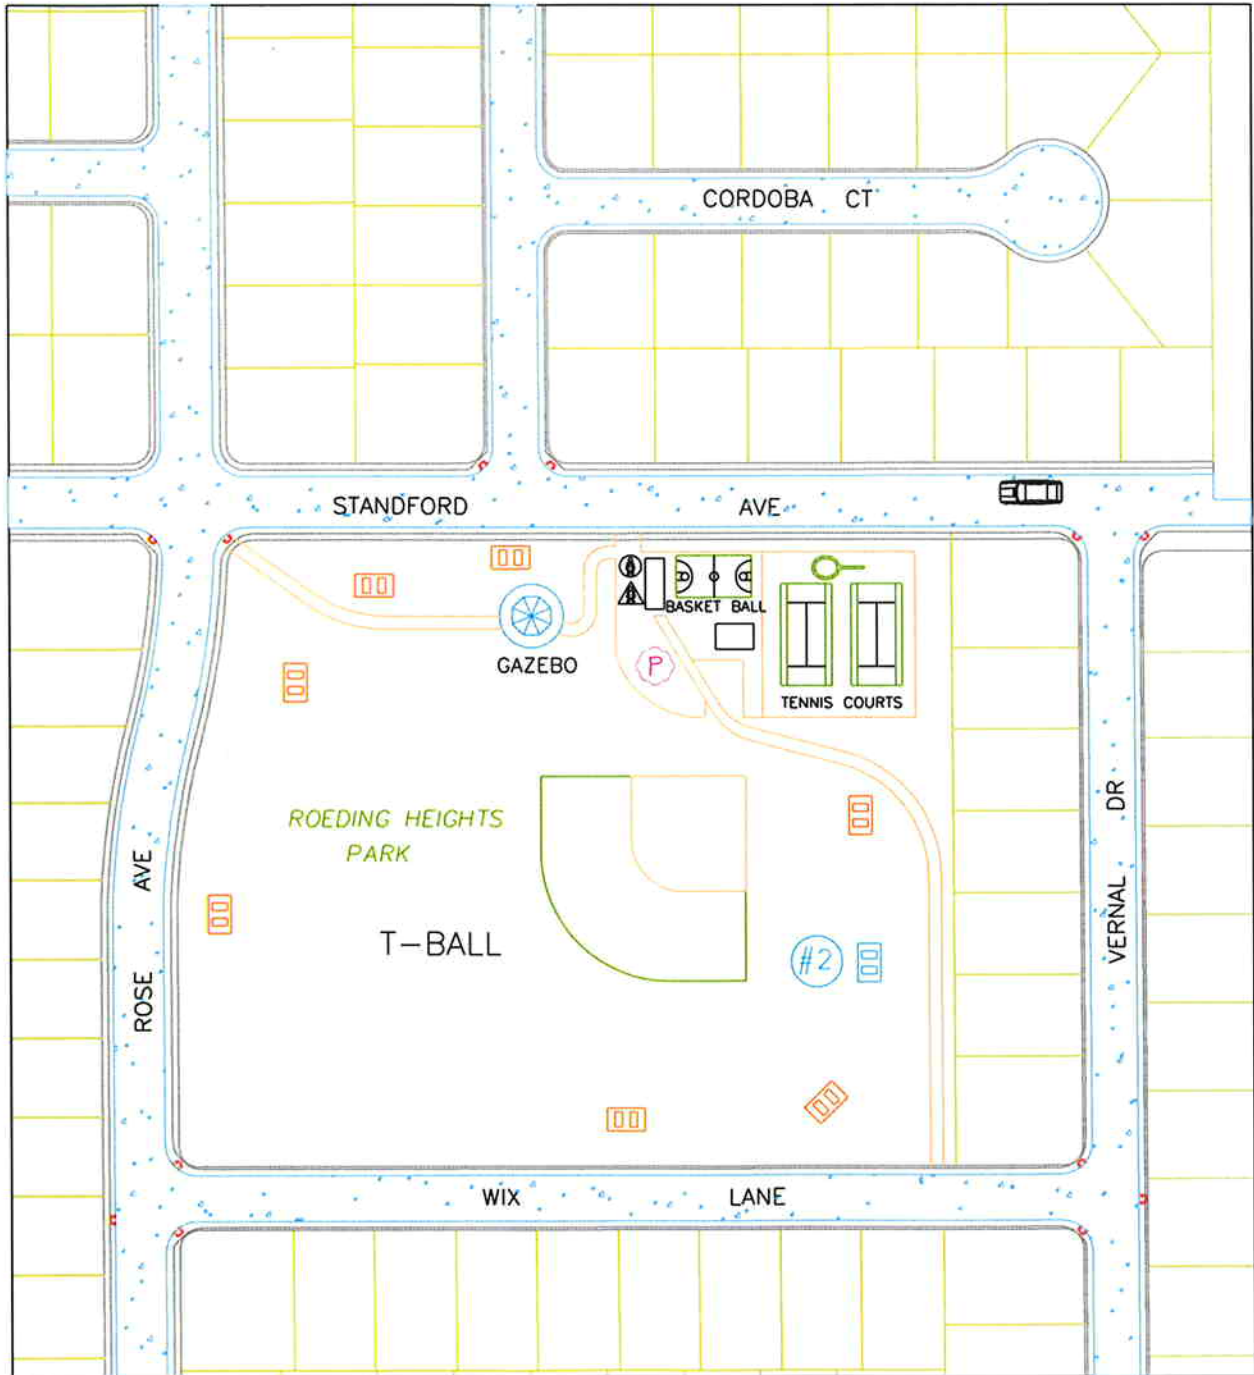 CORDOBA CT
STANDFORD AVE
BASKET BALL
GAZEBO
P
TENNIS COURTS
ROEDING HEIGHTS
PARK
T-BALL
#2
ROSE AVE
VERNAL DR
WIX LANE